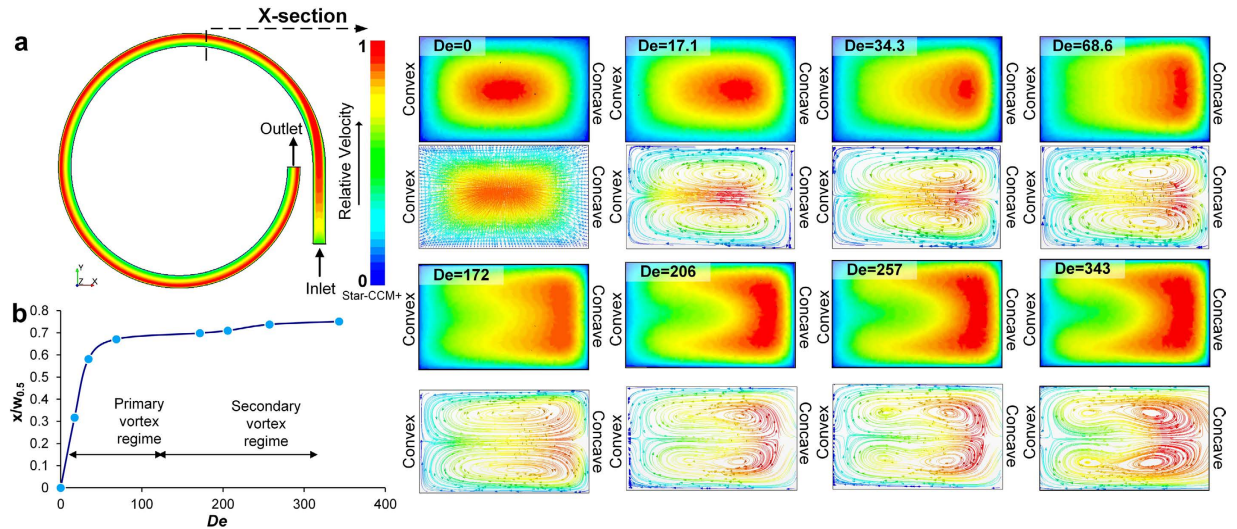 a
X-section
Outlet
Inlet
Y
Z
X
1
Relative Velocity
0
Star-CCM+
De=0
De=17.1
De=34.3
De=68.6
Convex
Concave
Convex
Concave
Convex
Concave
Convex
Concave
Convex
Concave
Convex
Concave
Convex
Concave
Convex
Concave
De=172
De=206
De=257
De=343
Convex
Concave
Convex
Concave
Convex
Concave
Convex
Concave
Convex
Concave
Convex
Concave
Convex
Concave
Convex
Concave
b
x/w0.5
0.8
0.7
0.6
0.5
0.4
0.3
0.2
0.1
0
Primary
vortex
regime
Secondary
vortex
regime
0
100
200
300
400
De